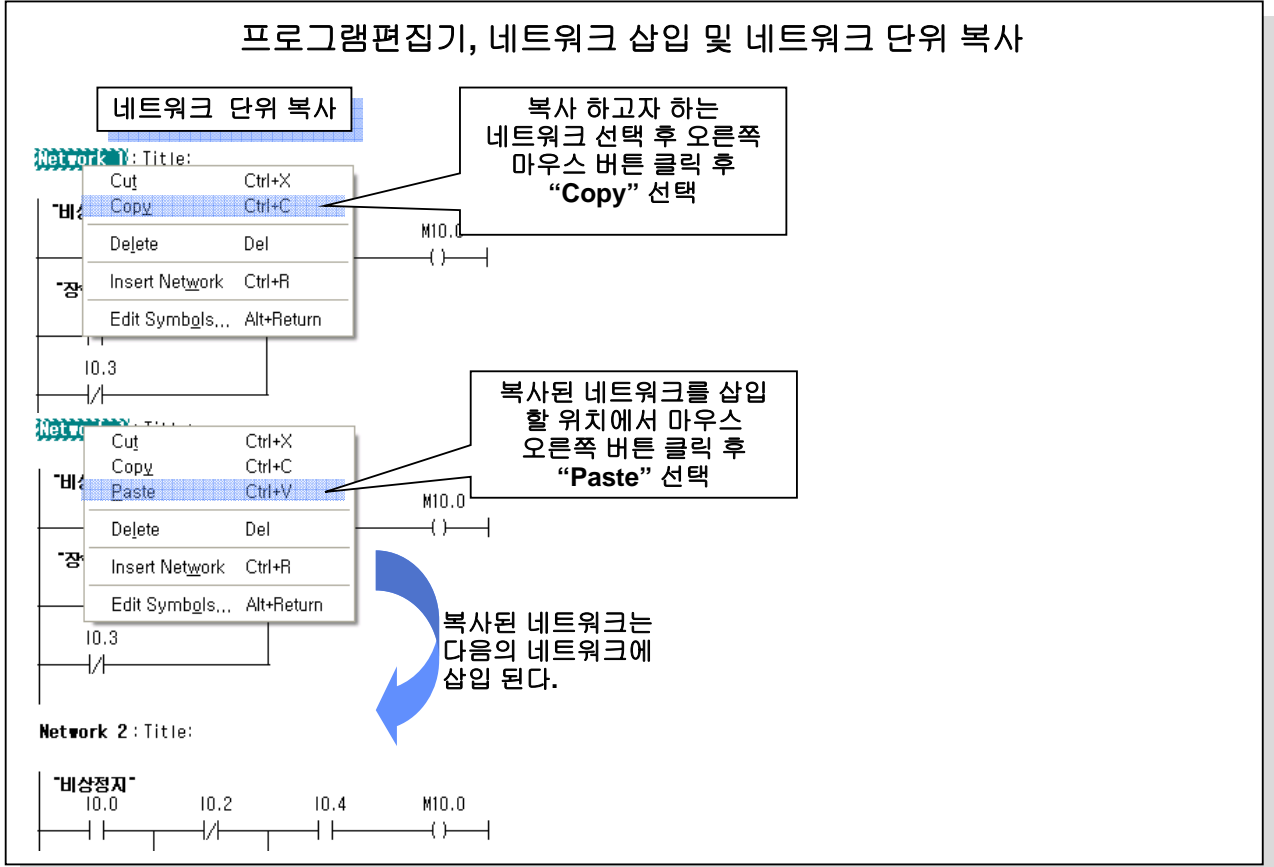 프로그램편집기, 네트워크 삽입 및 네트워크 단위 복사
네트워크 단위 복사
복사 하고자 하는
네트워크 선택 후 오른쪽
마우스 버튼 클릭 후
“Copy” 선택
Network 1 : Title:
Cut Ctrl+X
Copy Ctrl+C
Delete Del
Insert Network Ctrl+R
Edit Symbols... Alt+Return
M10.0
I0.3
복사된 네트워크를 삽입
할 위치에서 마우스
오른쪽 버튼 클릭 후
“Paste” 선택
Cut Ctrl+X
Copy Ctrl+C
Paste Ctrl+V
Delete Del
Insert Network Ctrl+R
Edit Symbols... Alt+Return
M10.0
I0.3
복사된 네트워크는
다음의 네트워크에
삽입 된다.
Network 2 : Title:
"비상정지"
I0.0 I0.2 I0.4 M10.0